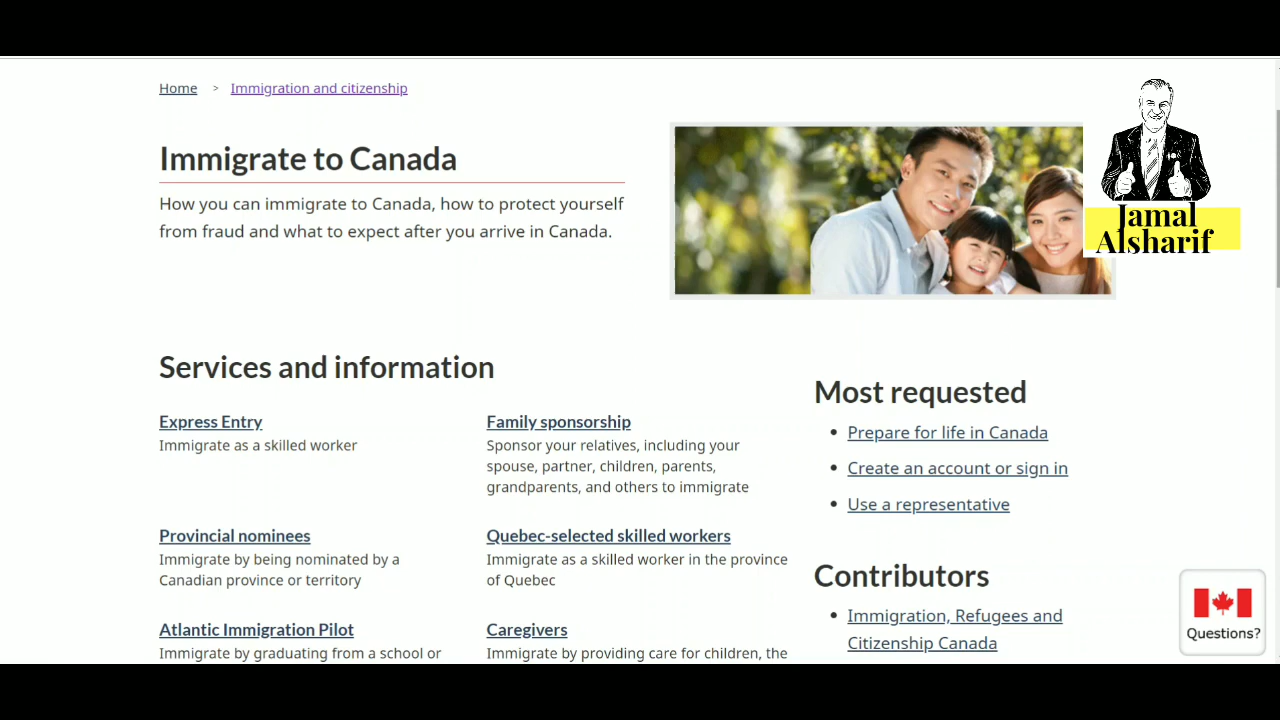 Home > Immigration and citizenship
Immigrate to Canada
How you can immigrate to Canada, how to protect yourself
from fraud and what to expect after you arrive in Canada.
Jamal
Alsharif
Services and information
Express Entry
Immigrate as a skilled worker
Family sponsorship
Sponsor your relatives, including your
spouse, partner, children, parents,
grandparents, and others to immigrate
Provincial nominees
Immigrate by being nominated by a
Canadian province or territory
Quebec-selected skilled workers
Immigrate as a skilled worker in the province
of Quebec
Atlantic Immigration Pilot
Immigrate by graduating from a school or
Caregivers
Immigrate by providing care for children, the
Most requested
• Prepare for life in Canada
• Create an account or sign in
• Use a representative
Contributors
• Immigration, Refugees and
Citizenship Canada
Questions?